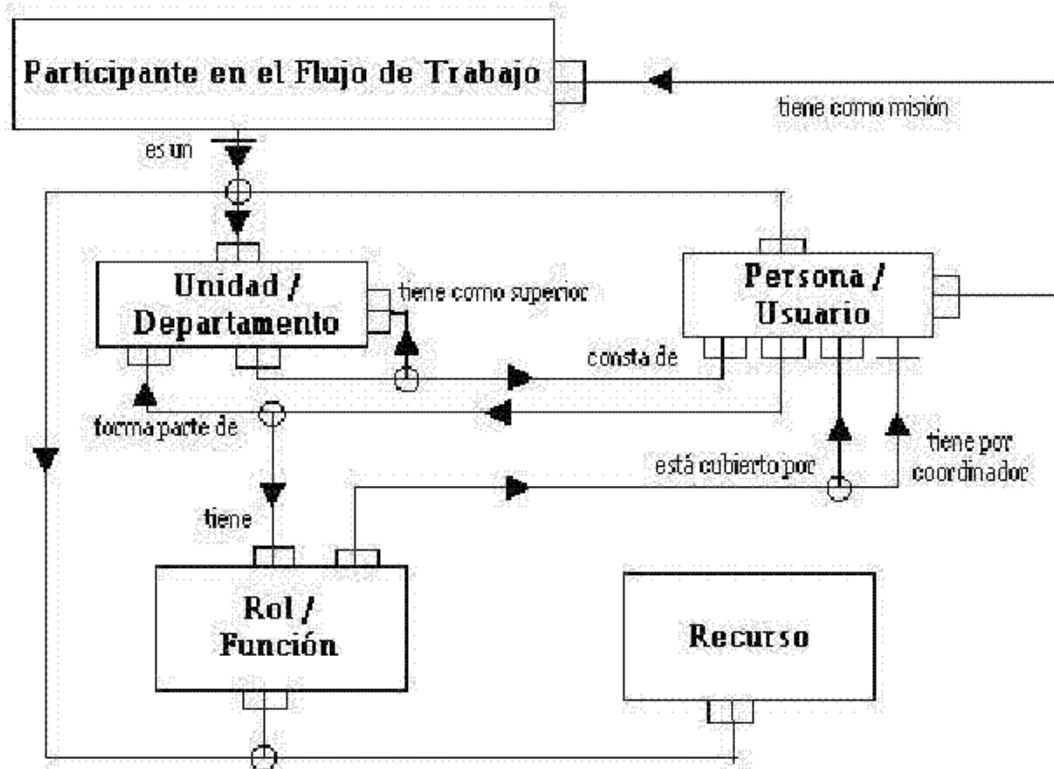 Participante en el Flujo de Trabajo
tiene como misión
es un
Unidad /
Departamento
tiene como superior
Persona /
Usuario
consta de
forma parte de
está cubierto por
tiene por
coordinador
tiene
Rol /
Función
Recurso